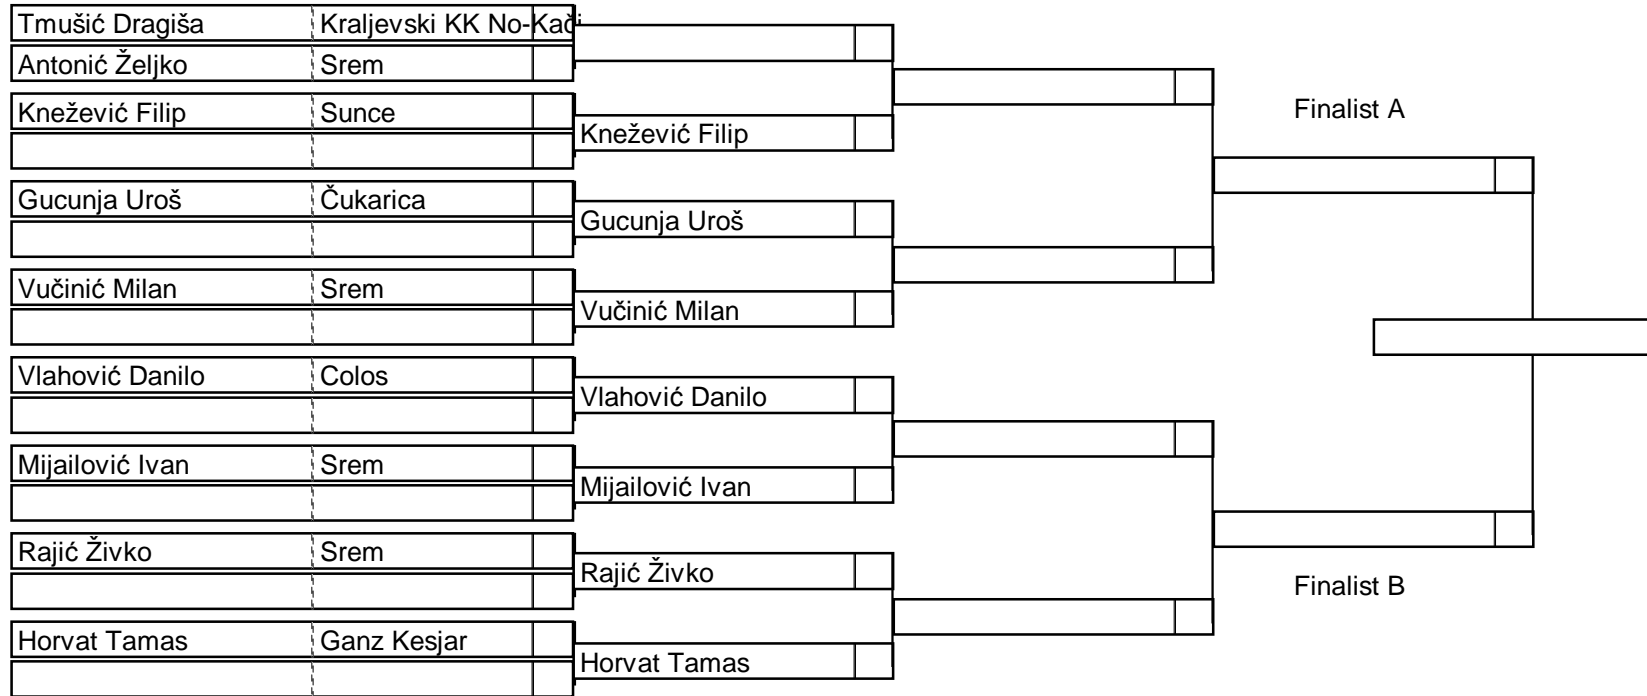 Tmušić Dragiša Kraljevski KK No-Kači
Antonić Željko Srem
Knežević Filip Sunce
Knežević Filip
Gucunja Uroš Čukarica
Gucunja Uroš
Vučinić Milan Srem
Vučinić Milan
Vlahović Danilo Colos
Vlahović Danilo
Mijailović Ivan Srem
Mijailović Ivan
Rajić Živko Srem
Rajić Živko
Horvat Tamas Ganz Kesjar
Horvat Tamas
Finalist A
Finalist B